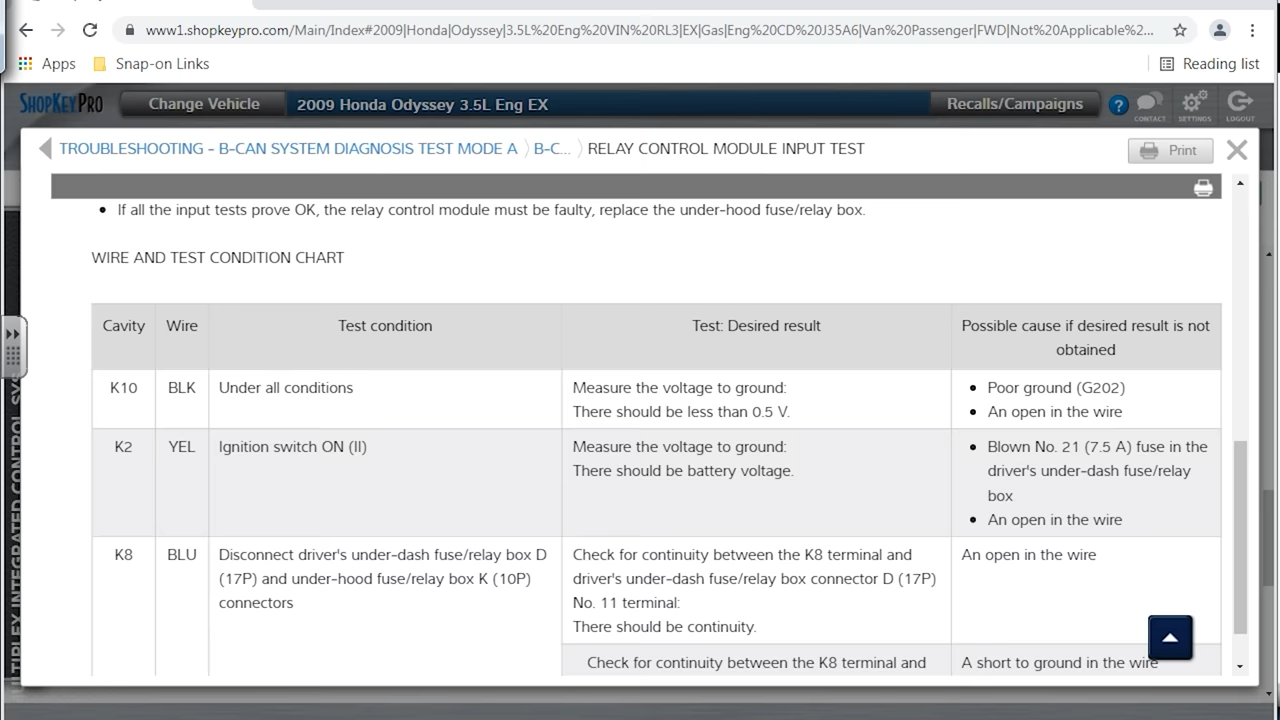 www1.shopkeypro.com/Main/Index#2009|Honda|Odyssey|3.5L%20Eng%20VIN%20RL3|EX|Gas|Eng%20CD%20J35A6|Van%20Passenger|FWD|Not%20Applicable%2...
Apps Snap-on Links Reading list
SHOPKEYPRO Change Vehicle 2009 Honda Odyssey 3.5L Eng EX Recalls/Campaigns ? CONTACT SETTINGS LOGOUT
TROUBLESHOOTING - B-CAN SYSTEM DIAGNOSIS TEST MODE A 〉 B-C... 〉 RELAY CONTROL MODULE INPUT TEST Print
• If all the input tests prove OK, the relay control module must be faulty, replace the under-hood fuse/relay box.
WIRE AND TEST CONDITION CHART
Cavity Wire Test condition Test: Desired result Possible cause if desired result is not
obtained
K10 BLK Under all conditions Measure the voltage to ground: • Poor ground (G202)
There should be less than 0.5 V. • An open in the wire
K2 YEL Ignition switch ON (II) Measure the voltage to ground: • Blown No. 21 (7.5 A) fuse in the
There should be battery voltage. driver's under-dash fuse/relay
box
• An open in the wire
K8 BLU Disconnect driver's under-dash fuse/relay box D Check for continuity between the K8 terminal and An open in the wire
(17P) and under-hood fuse/relay box K (10P) driver's under-dash fuse/relay box connector D (17P)
connectors No. 11 terminal:
There should be continuity.
Check for continuity between the K8 terminal and A short to ground in the wire
MULTIPLEX INTEGRATED CONTROL